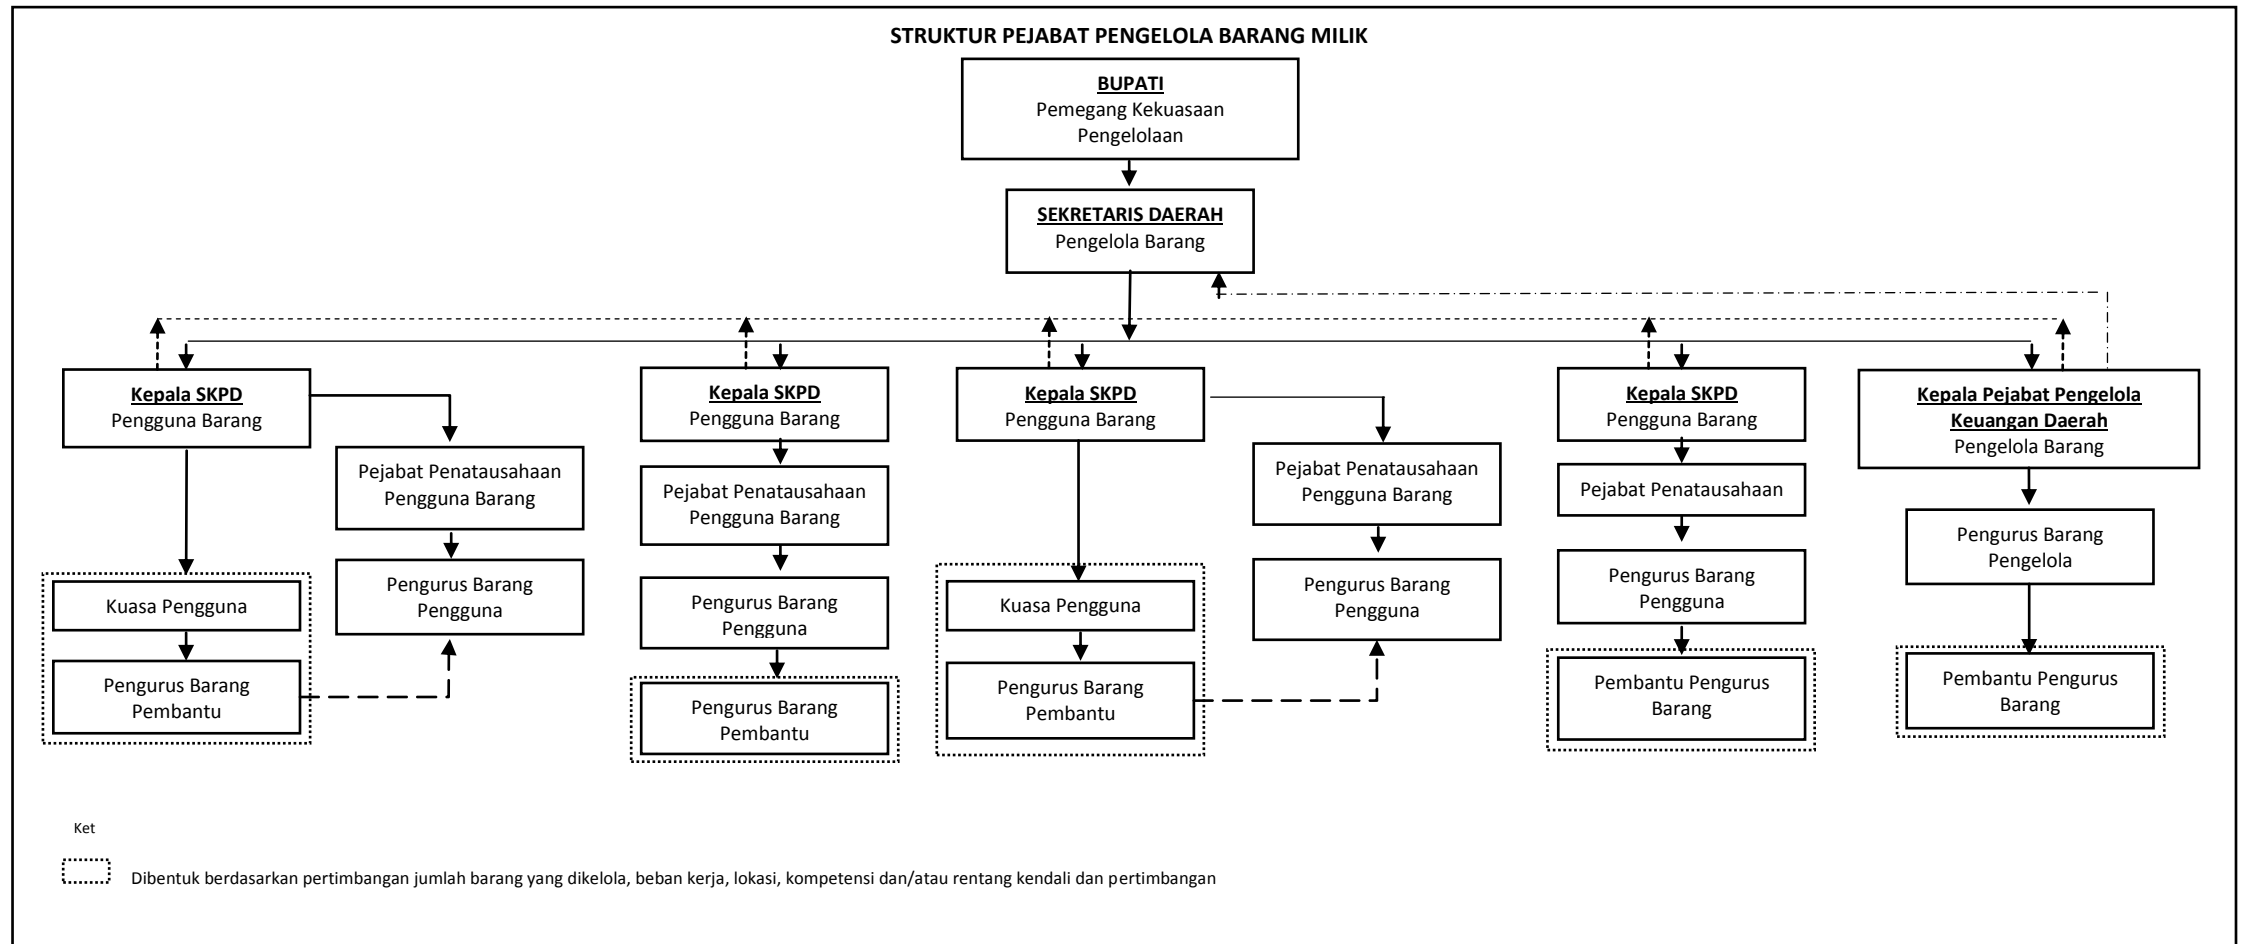 STRUKTUR PEJABAT PENGELOLA BARANG MILIK
BUPATI
Pemegang Kekuasaan
Pengelolaan
SEKRETARIS DAERAH
Pengelola Barang
Kepala SKPD
Pengguna Barang
Pejabat Penatausahaan
Pengguna Barang
Pengurus Barang
Pengguna
Kuasa Pengguna
Pengurus Barang
Pembantu
Kepala SKPD
Pengguna Barang
Pejabat Penatausahaan
Pengguna Barang
Pengurus Barang
Pengguna
Pengurus Barang
Pembantu
Kepala SKPD
Pengguna Barang
Pejabat Penatausahaan
Pengguna Barang
Pengurus Barang
Pengguna
Kuasa Pengguna
Pengurus Barang
Pembantu
Kepala SKPD
Pengguna Barang
Pejabat Penatausahaan
Pengurus Barang
Pengguna
Pembantu Pengurus
Barang
Kepala Pejabat Pengelola
Keuangan Daerah
Pengelola Barang
Pengurus Barang
Pengelola
Pembantu Pengurus
Barang
Ket
Dibentuk berdasarkan pertimbangan jumlah barang yang dikelola, beban kerja, lokasi, kompetensi dan/atau rentang kendali dan pertimbangan